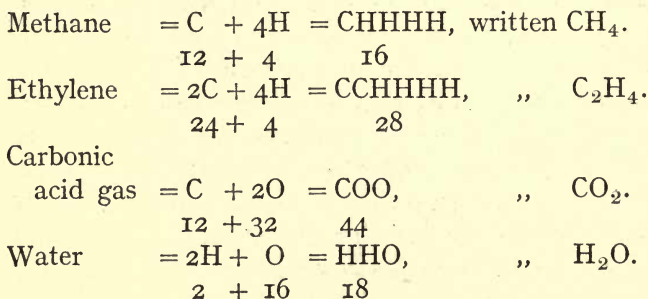 Methane = C + 4H = CHHHH, written CH₄.
12 + 4 16
Ethylene = 2C + 4H = CCHHHH, ,, C₂H₄.
24 + 4 28
Carbonic
acid gas = C + 2O = COO, ,, CO₂.
12 + 32 44
Water = 2H + O = HHO, ,, H₂O.
2 + 16 18